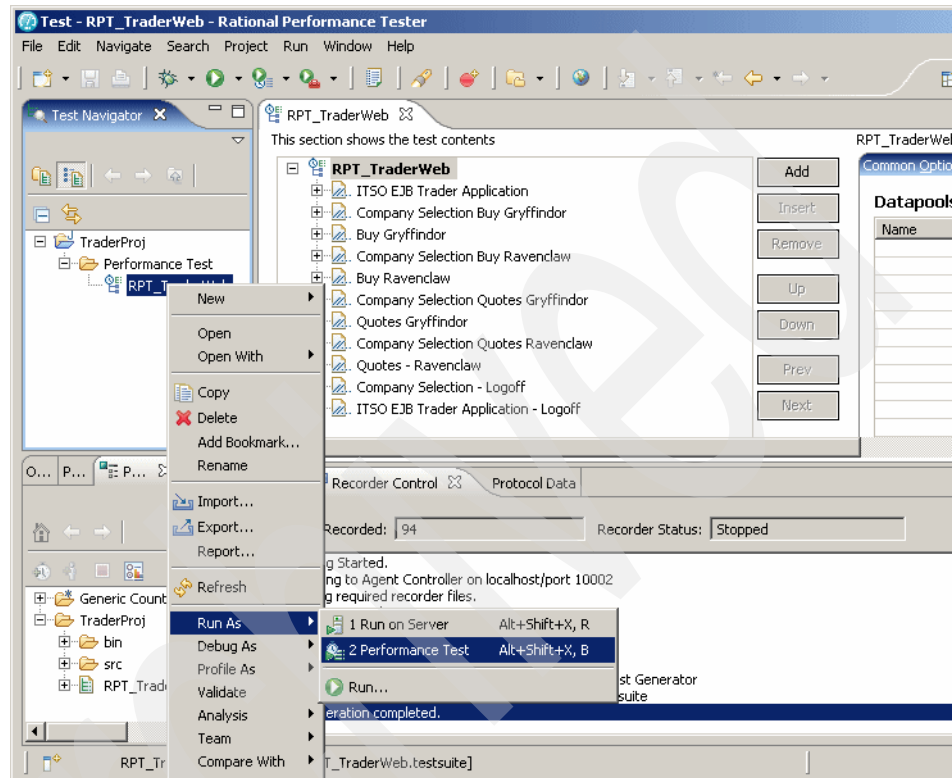 Test - RPT_TraderWeb - Rational Performance Tester
File Edit Navigate Search Project Run Window Help
Test Navigator
RPT_TraderWeb
This section shows the test contents
RPT_TraderWeb
ITSO EJB Trader Application
Company Selection Buy Gryffindor
Buy Gryffindor
Company Selection Buy Ravenclaw
Buy Ravenclaw
Company Selection Quotes Gryffindor
Quotes Gryffindor
Company Selection Quotes Ravenclaw
Quotes - Ravenclaw
Company Selection - Logoff
ITSO EJB Trader Application - Logoff
Add
Insert
Remove
Up
Down
Prev
Next
RPT_TraderWeb
Common Optio
Datapools
Name
TraderProj
Performance Test
RPT_TraderWeb
New
Open
Open With
Copy
Delete
Add Bookmark...
Rename
Import...
Export...
Report...
Refresh
Run As
Debug As
Profile As
Validate
Analysis
Team
Compare With
1 Run on Server Alt+Shift+X, R
2 Performance Test Alt+Shift+X, B
Run...
O... P... P...
Generic Count
TraderProj
bin
src
RPT_Trad
Recorder Control
Protocol Data
Recorded: 94
Recorder Status: Stopped
g Started.
ng to Agent Controller on localhost/port 10002
g required recorder files.
st Generator
suite
eration completed.
RPT_Tr
T_TraderWeb.testsuite]